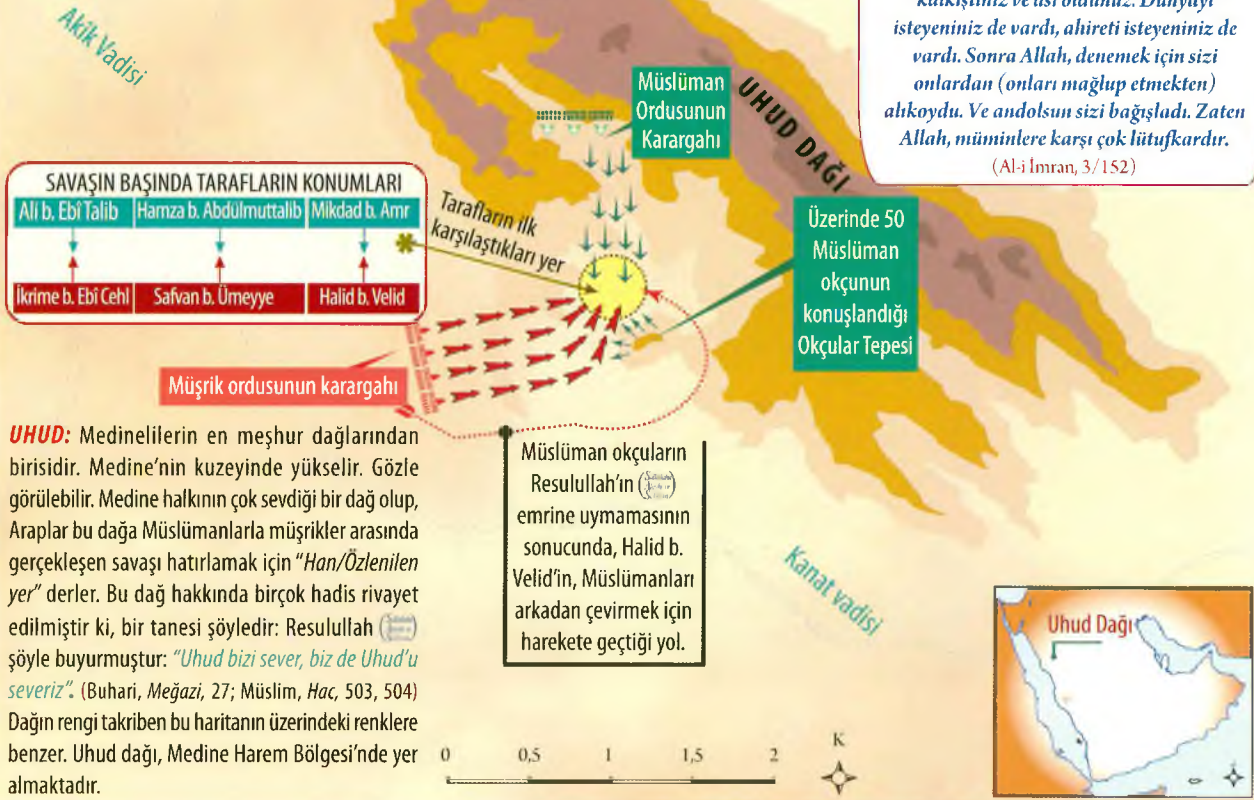 Akik Vadisi
isteyeniniz de vardı, ahireti isteyeniniz de
vardı. Sonra Allah, denemek için sizi
onlardan (onları mağlup etmekten)
alıkoydu. Ve andolsun sizi bağışladı. Zaten
Allah, müminlere karşı çok lütufkardır.
(Al-i İmran, 3/152)
Müslüman
Ordusunun
Karargahı
UHUD DAĞI
SAVAŞIN BAŞINDA TARAFLARIN KONUMLARI
Ali b. Ebî Talib Hamza b. Abdülmuttalib Mikdad b. Amr
İkrime b. Ebî Cehl Safvan b. Ümeyye Halid b. Velid
Tarafların ilk
karşılaştıkları yer
Üzerinde 50
Müslüman
okçunun
konuşlandığı
Okçular Tepesi
Müşrik ordusunun karargahı
UHUD: Medinelilerin en meşhur dağlarından
birisidir. Medine'nin kuzeyinde yükselir. Gözle
görülebilir. Medine halkının çok sevdiği bir dağ olup,
Araplar bu dağa Müslümanlarla müşrikler arasında
gerçekleşen savaşı hatırlamak için "Han/Özlenilen
yer" derler. Bu dağ hakkında birçok hadis rivayet
edilmiştir ki, bir tanesi şöyledir: Resulullah
şöyle buyurmuştur: "Uhud bizi sever, biz de Uhud'u
severiz". (Buhari, Meğazi, 27; Müslim, Hac, 503, 504)
Dağın rengi takriben bu haritanın üzerindeki renklere
benzer. Uhud dağı, Medine Harem Bölgesi'nde yer
almaktadır.
Müslüman okçuların
Resulullah'ın
emrine uymamasının
sonucunda, Halid b.
Velid'in, Müslümanları
arkadan çevirmek için
harekete geçtiği yol.
Kanat vadisi
Uhud Dağı
0 0,5 1 1,5 2
K